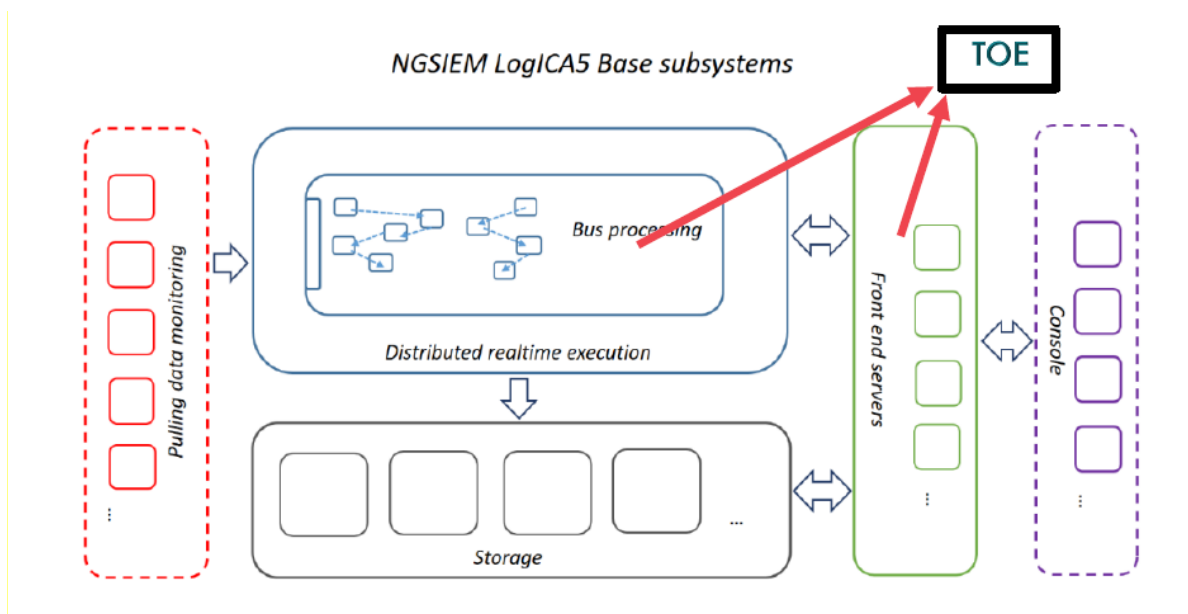 NGSIEM LogICA5 Base subsystems
TOE
Pulling data monitoring
...
Bus processing
Distributed realtime execution
Storage
...
Front end servers
...
Console
...